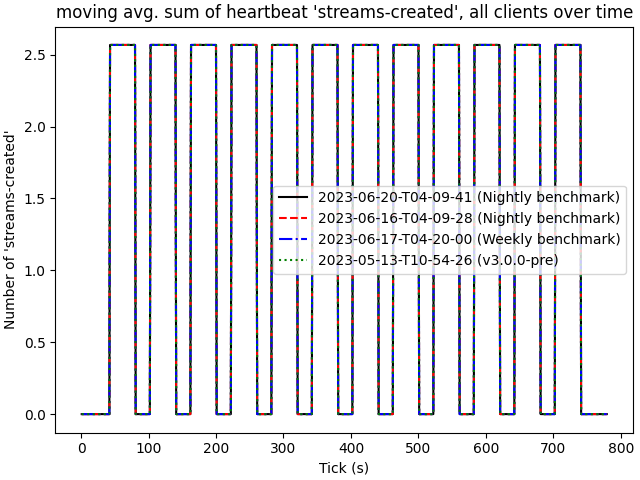 moving avg. sum of heartbeat 'streams-created', all clients over time
Number of 'streams-created'
2.5
2.0
1.5
1.0
0.5
0.0
2023-06-20-T04-09-41 (Nightly benchmark)
2023-06-16-T04-09-28 (Nightly benchmark)
2023-06-17-T04-20-00 (Weekly benchmark)
2023-05-13-T10-54-26 (v3.0.0-pre)
0 100 200 300 400 500 600 700 800
Tick (s)